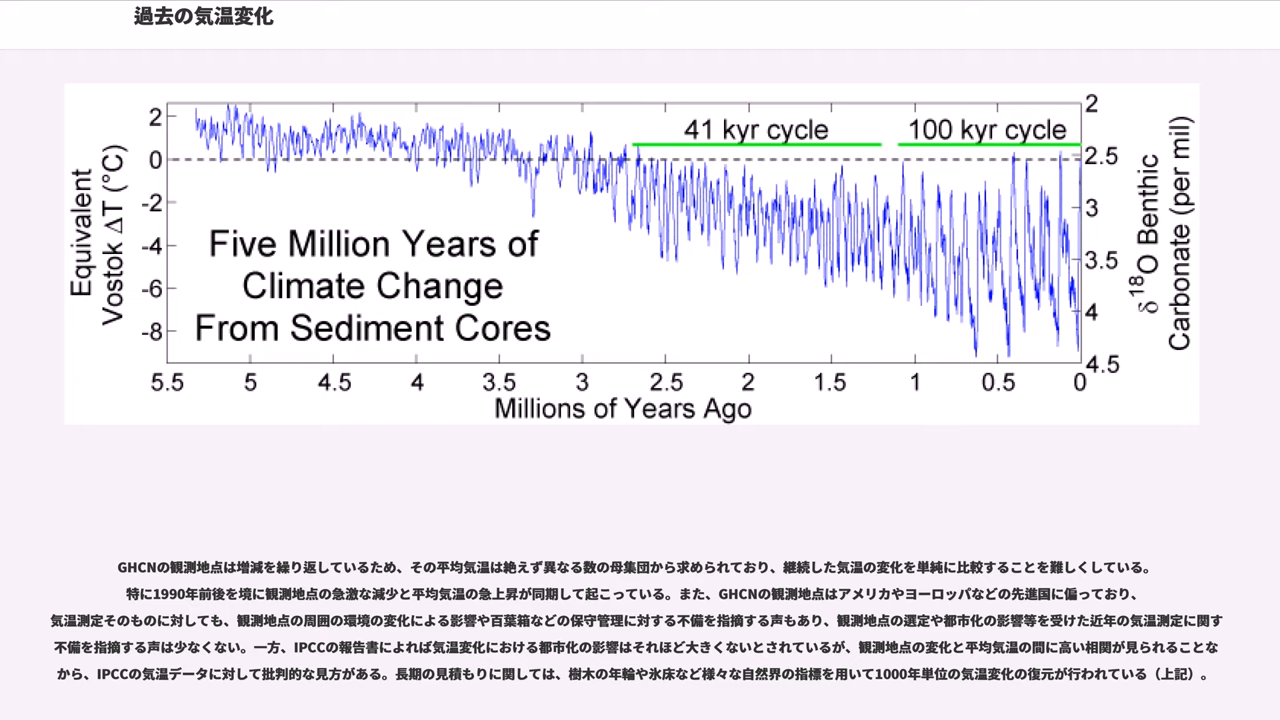 過去の気温変化
41 kyr cycle
100 kyr cycle
Equivalent
Vostok Δ T (°C)
2
0
-2
-4
-6
-8
Five Million Years of
Climate Change
From Sediment Cores
2
2.5
3
3.5
4
4.5
δ 18O Benthic
Carbonate (per mil)
5.5 5 4.5 4 3.5 3 2.5 2 1.5 1 0.5 0
Millions of Years Ago
GHCNの観測地点は増減を繰り返しているため、その平均気温は絶えず異なる数の母集団から求められており、継続した気温の変化を単純に比較することを難しくしている。
特に1990年前後を境に観測地点の急激な減少と平均気温の急上昇が同期して起こっている。また、GHCNの観測地点はアメリカやヨーロッパなどの先進国に偏っており、
気温測定そのものに対しても、観測地点の周囲の環境の変化による影響や百葉箱などの保守管理に対する不備を指摘する声もあり、観測地点の選定や都市化の影響等を受けた近年の気温測定に関す
不備を指摘する声は少なくない。一方、IPCCの報告書によれば気温変化における都市化の影響はそれほど大きくないとされているが、観測地点の変化と平均気温の間に高い相関が見られることな
から、IPCCの気温データに対して批判的な見方がある。長期の見積もりに関しては、樹木の年輪や氷床など様々な自然界の指標を用いて1000年単位の気温変化の復元が行われている（上記）。